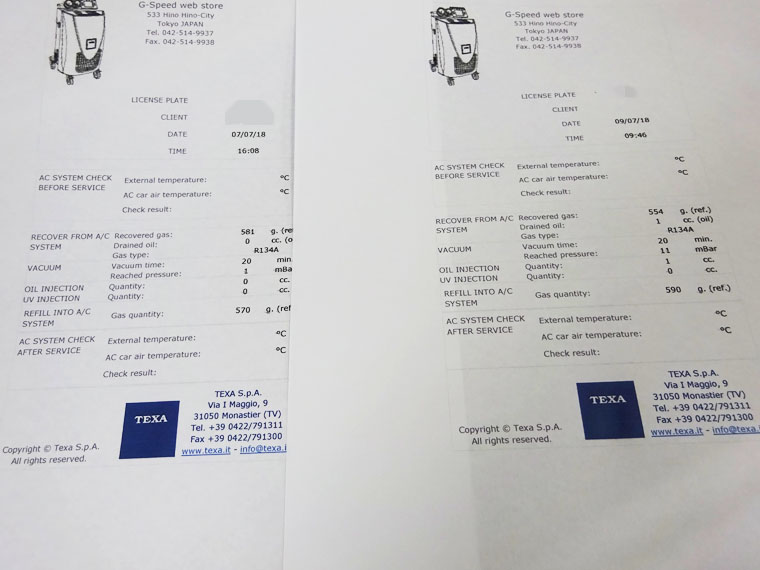 G-Speed web store
533 Hino Hino-City
Tokyo JAPAN
Tel. 042-514-9937
Fax. 042-514-9938
LICENSE PLATE
CLIENT
DATE 07/07/18
TIME 16:08
AC SYSTEM CHECK BEFORE SERVICE
External temperature: °C
AC car air temperature: °C
Check result:
RECOVER FROM A/C SYSTEM
Recovered gas: 581 g. (re
Drained oil: 0 cc. (o
Gas type: R134A
VACUUM
Vacuum time: 20 min.
Reached pressure: 1 mBa
OIL INJECTION Quantity: 0 cc.
UV INJECTION Quantity: 0 cc.
REFILL INTO A/C SYSTEM
Gas quantity: 570 g. (ref
AC SYSTEM CHECK AFTER SERVICE
External temperature: °C
AC car air temperature: °C
Check result:
TEXA
TEXA S.p.A.
Via I Maggio, 9
31050 Monastier (TV)
Tel. +39 0422/791311
Fax +39 0422/791300
www.texa.it - info@texa.i
Copyright © Texa S.p.A.
All rights reserved.
G-Speed web store
533 Hino Hino-City
Tokyo JAPAN
Tel. 042-514-9937
Fax. 042-514-9938
LICENSE PLATE
CLIENT
DATE 09/07/18
TIME 09:46
AC SYSTEM CHECK BEFORE SERVICE
External temperature: °C
AC car air temperature: °C
Check result:
RECOVER FROM A/C SYSTEM
Recovered gas: 554 g. (ref.)
Drained oil: 1 cc. (oil)
Gas type: R134A
VACUUM
Vacuum time: 20 min.
Reached pressure: 11 mBar
OIL INJECTION Quantity: 1 cc.
UV INJECTION Quantity: 0 cc.
REFILL INTO A/C SYSTEM
Gas quantity: 590 g. (ref.)
AC SYSTEM CHECK AFTER SERVICE
External temperature: °C
AC car air temperature: °C
Check result:
TEXA
TEXA S.p.A.
Via I Maggio, 9
31050 Monastier (TV)
Tel. +39 0422/791311
Fax +39 0422/791300
www.texa.it - info@texa.i
Copyright © Texa S.p.A.
All rights reserved.